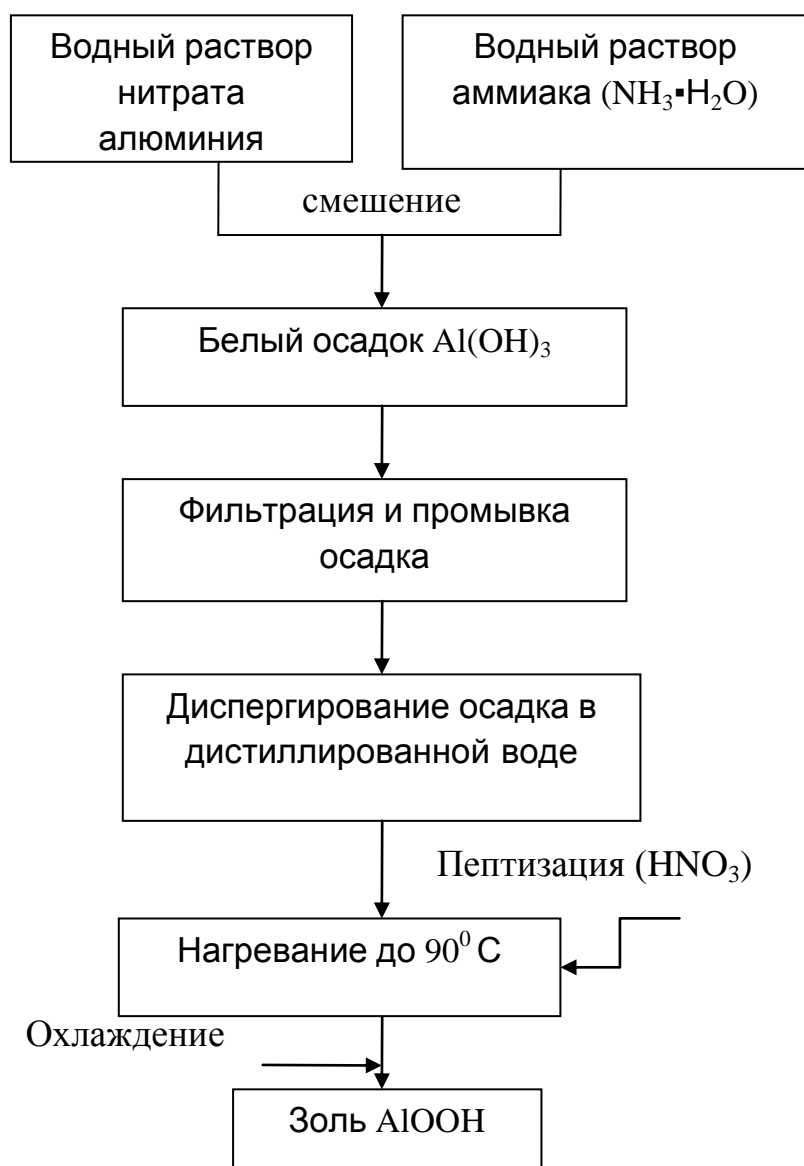 Водный раствор
нитрата
алюминия
Водный раствор
аммиака (NH₃▪H₂O)
смешение
Белый осадок Al(OH)₃
Фильтрация и промывка
осадка
Диспергирование осадка в
дистиллированной воде
Пептизация (HNO₃)
Нагревание до 90⁰ С
Охлаждение
Золь AlOOH